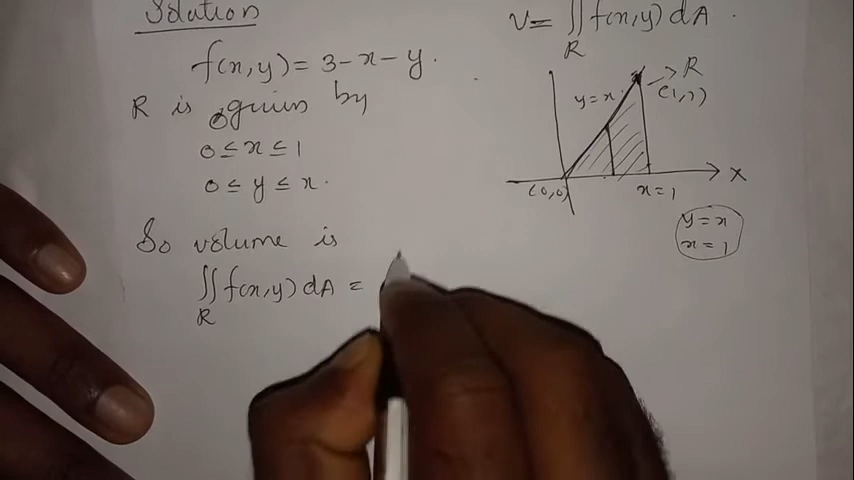 Solution
f(x,y) = 3-x-y.
R is given by
0 ≤ x ≤ 1
0 ≤ y ≤ x.
So volume is
∬ f(x,y) dA =
R
V = ∬ f(x,y) dA.
R
R
y = x
(1,1)
x
(0,0)
x = 1
y = x
x = 1